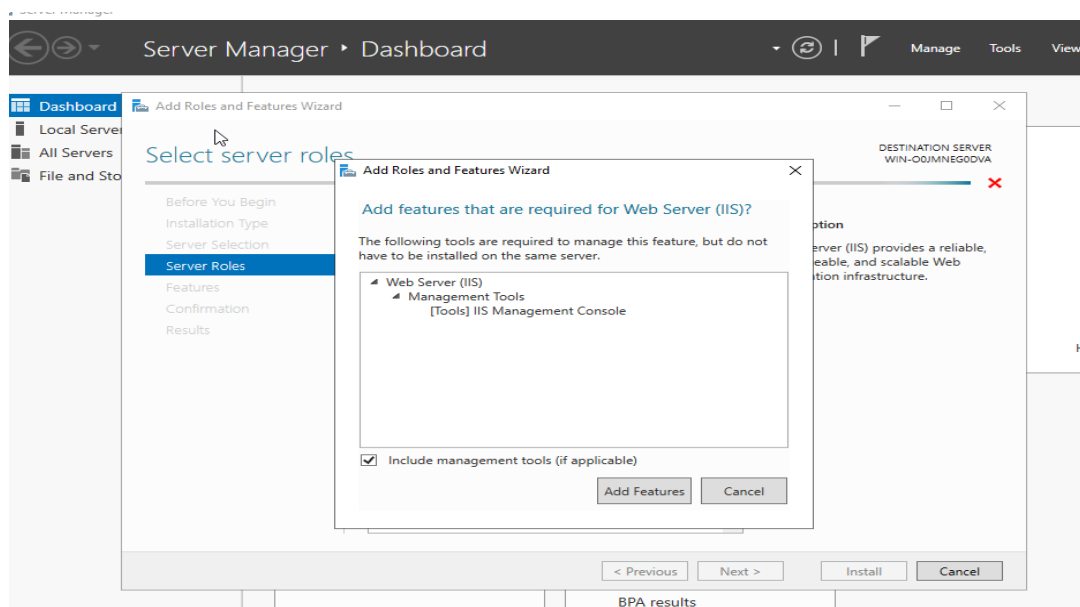 Server Manager
Server Manager ‣ Dashboard
Manage Tools View
Dashboard
Local Server
All Servers
File and Sto
Add Roles and Features Wizard
Select server roles
DESTINATION SERVER
WIN-O0JMNEG0DVA
Before You Begin
Installation Type
Server Selection
Server Roles
Features
Confirmation
Results
Add Roles and Features Wizard
Add features that are required for Web Server (IIS)?
The following tools are required to manage this feature, but do not
have to be installed on the same server.
Web Server (IIS)
Management Tools
[Tools] IIS Management Console
Include management tools (if applicable)
Add Features Cancel
ption
erver (IIS) provides a reliable,
eable, and scalable Web
tion infrastructure.
H
< Previous Next > Install Cancel
BPA results